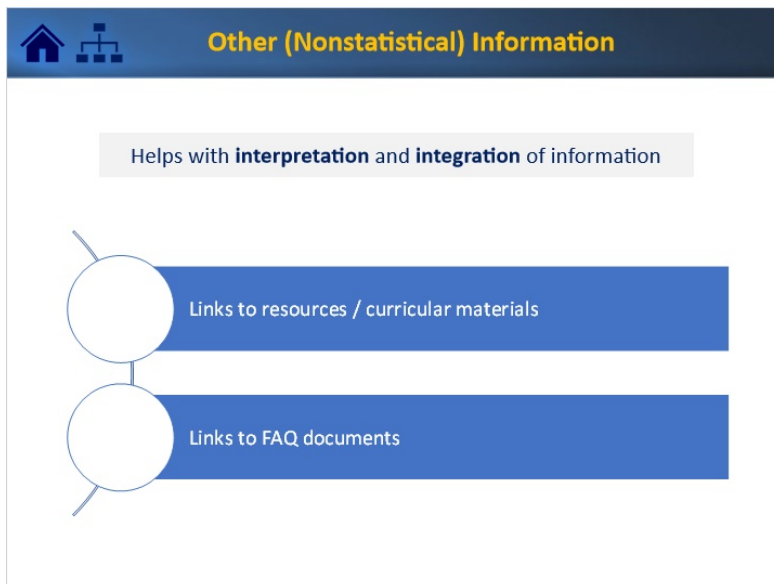 Other (Nonstatistical) Information
Helps with interpretation and integration of information
Links to resources / curricular materials
Links to FAQ documents